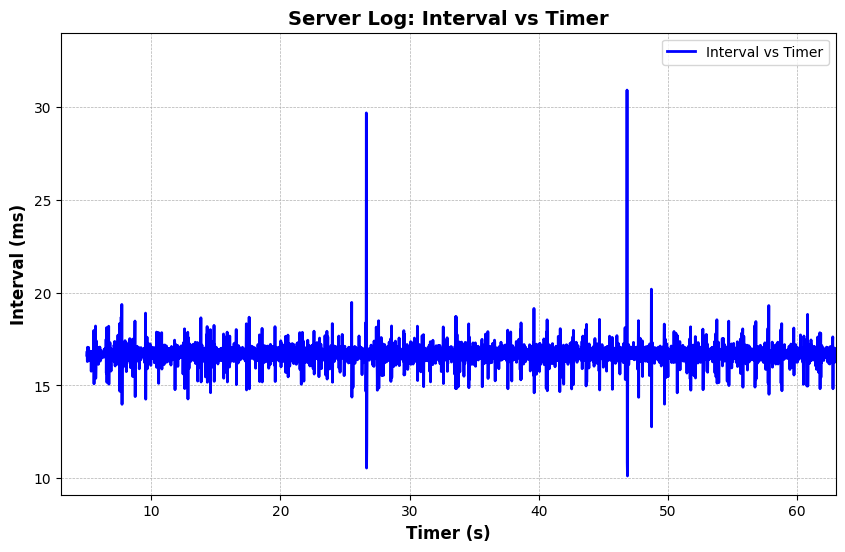 Server Log: Interval vs Timer
Interval vs Timer
30
25
20
15
10
Interval (ms)
10 20 30 40 50 60
Timer (s)